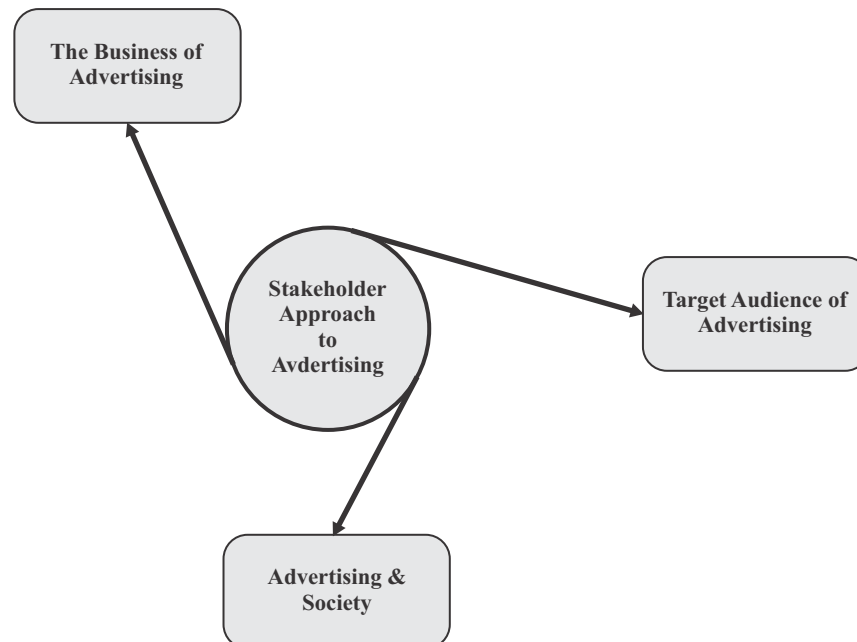 The Business of
Advertising
Stakeholder
Approach
to
Avdertising
Target Audience of
Advertising
Advertising &
Society